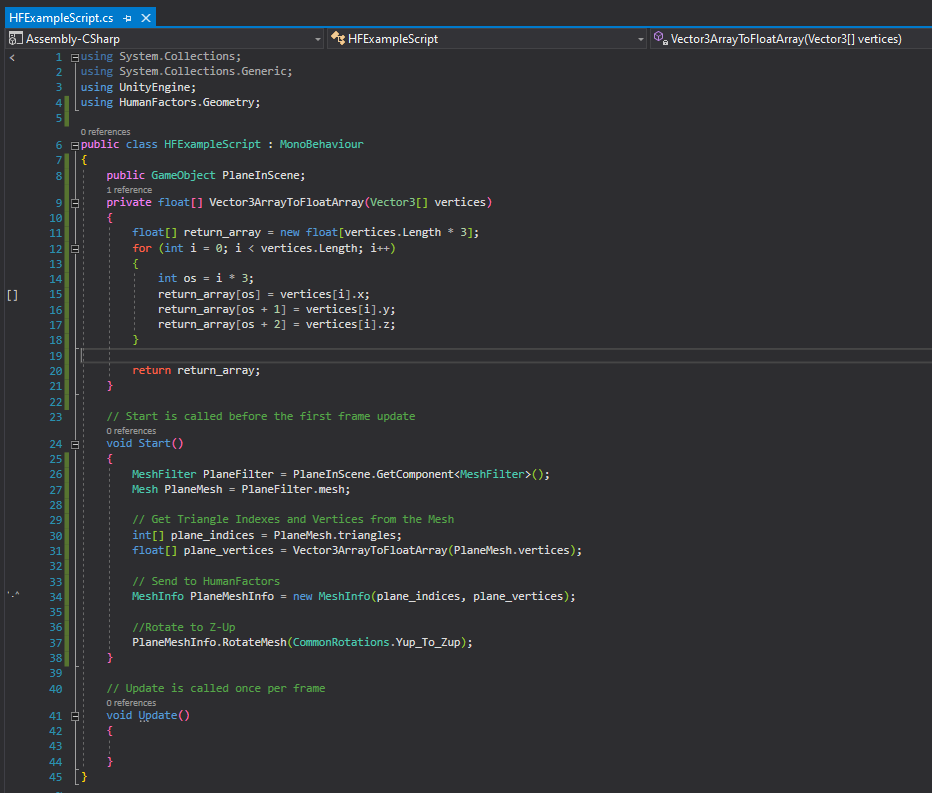 HFExampleScript.cs
Assembly-CSharp HFExampleScript Vector3ArrayToFloatArray(Vector3[] vertices)
1 using System.Collections;
2 using System.Collections.Generic;
3 using UnityEngine;
4 using HumanFactors.Geometry;
5
0 references
6 public class HFExampleScript : MonoBehaviour
7 {
8 public GameObject PlaneInScene;
1 reference
9 private float[] Vector3ArrayToFloatArray(Vector3[] vertices)
10 {
11 float[] return_array = new float[vertices.Length * 3];
12 for (int i = 0; i < vertices.Length; i++)
13 {
14 int os = i * 3;
15 return_array[os] = vertices[i].x;
16 return_array[os + 1] = vertices[i].y;
17 return_array[os + 2] = vertices[i].z;
18 }
19
20 return return_array;
21 }
22
23 // Start is called before the first frame update
0 references
24 void Start()
25 {
26 MeshFilter PlaneFilter = PlaneInScene.GetComponent<MeshFilter>();
27 Mesh PlaneMesh = PlaneFilter.mesh;
28
29 // Get Triangle Indexes and Vertices from the Mesh
30 int[] plane_indices = PlaneMesh.triangles;
31 float[] plane_vertices = Vector3ArrayToFloatArray(PlaneMesh.vertices);
32
33 // Send to HumanFactors
34 MeshInfo PlaneMeshInfo = new MeshInfo(plane_indices, plane_vertices);
35
36 //Rotate to Z-Up
37 PlaneMeshInfo.RotateMesh(CommonRotations.Yup_To_Zup);
38 }
39
40 // Update is called once per frame
0 references
41 void Update()
42 {
43
44 }
45 }